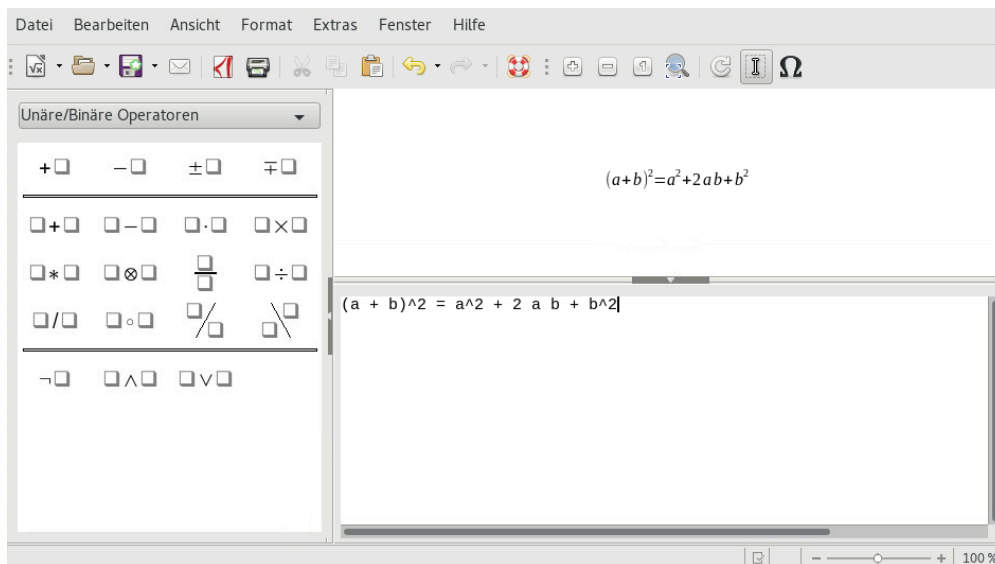 Datei Bearbeiten Ansicht Format Extras Fenster Hilfe
Unäre/Binäre Operatoren
+□ −□ ±□ ∓□
□+□ □−□ □·□ □×□
□∗□ □⊗□ □/□ □÷□
□/□ □∘□ □⁄□ □∖□
¬□ □∧□ □∨□
(a+b)²=a²+2ab+b²
(a + b)^2 = a^2 + 2 a b + b^2
100 %